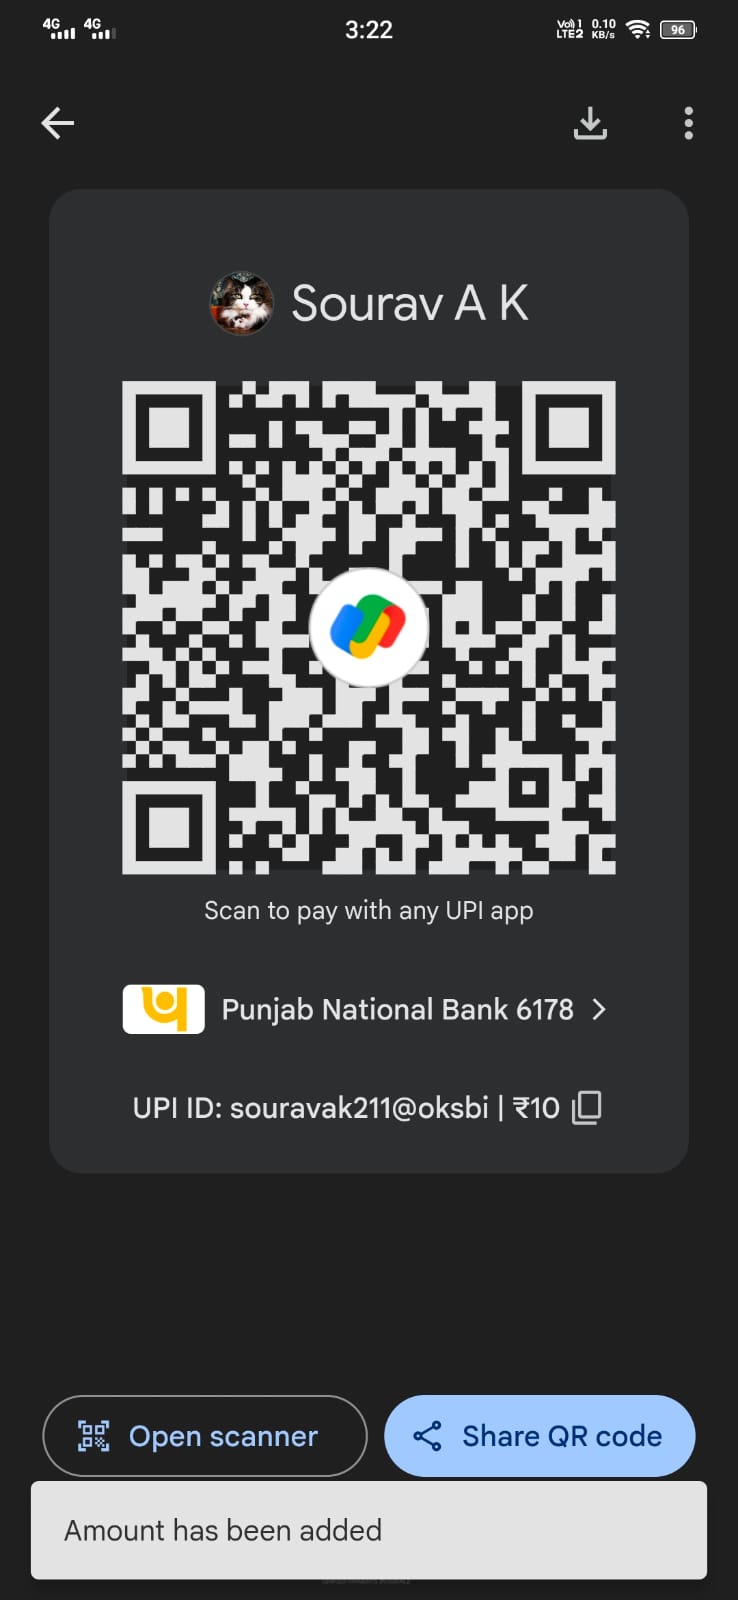 4G 4G 3:22 Vo) 1 LTE2 0.10 KB/s 96
Sourav A K
Scan to pay with any UPI app
Punjab National Bank 6178
UPI ID: souravak211@oksbi | ₹10
Open scanner
Share QR code
Amount has been added